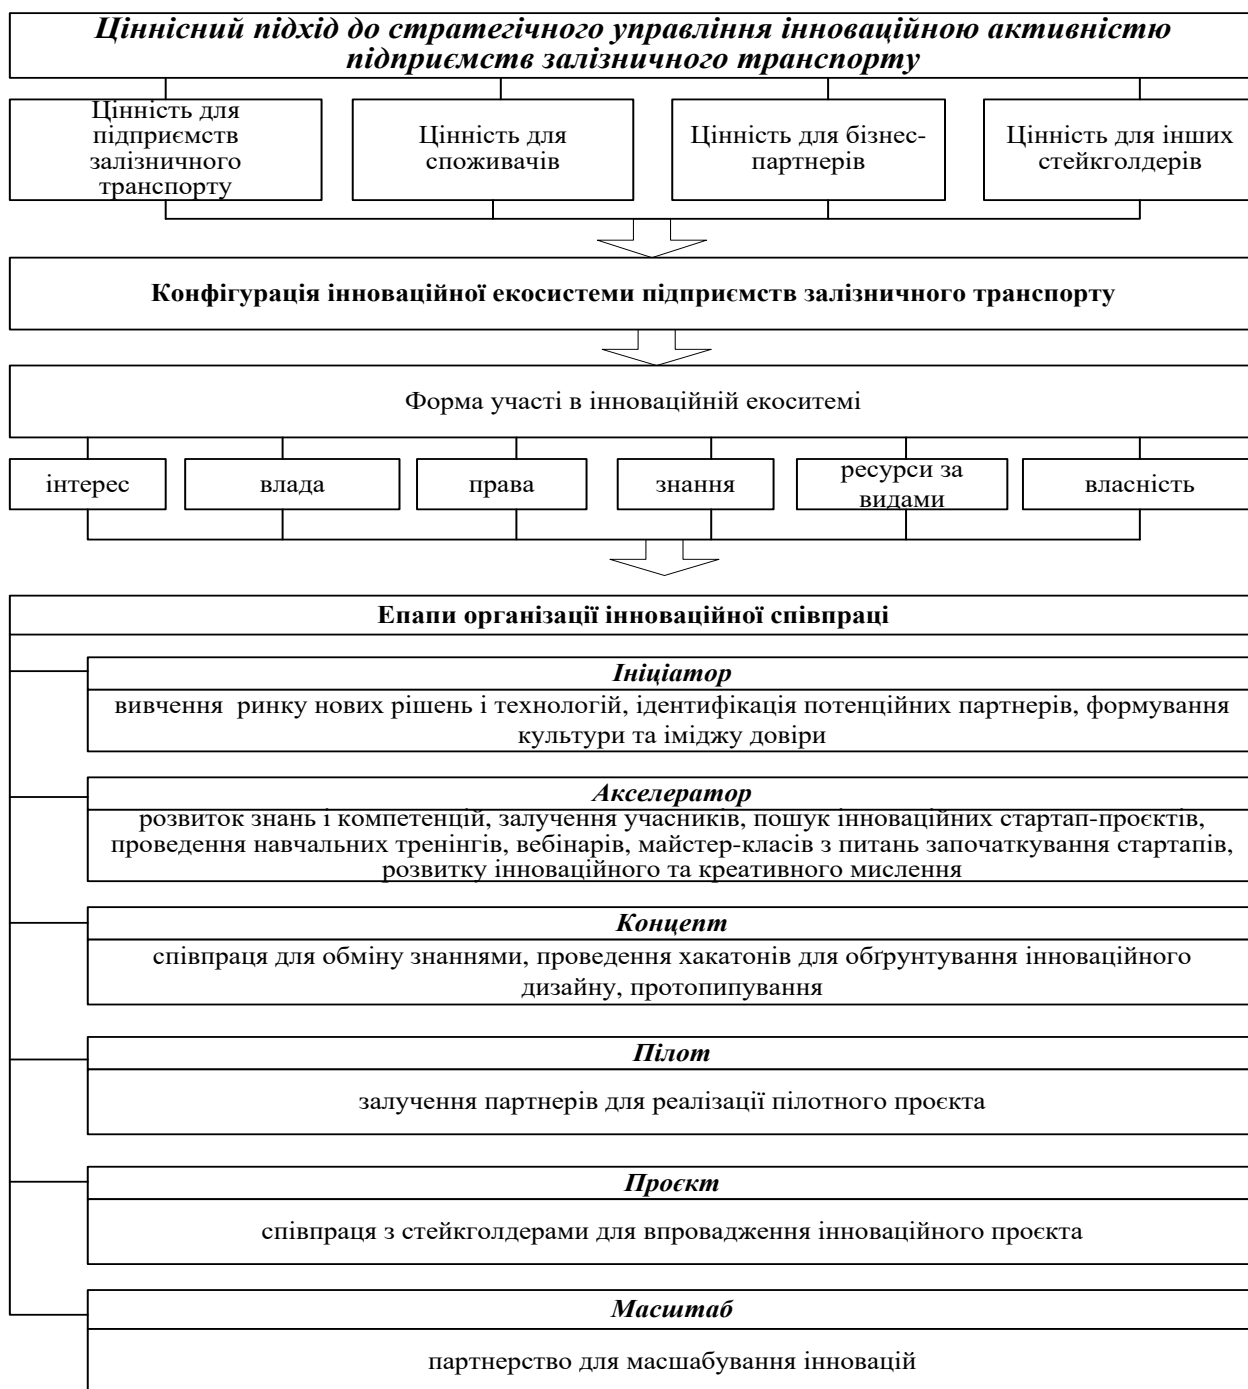 Ціннісний підхід до стратегічного управління інноваційною активністю
підприємств залізничного транспорту
Цінність для
підприємств
залізничного
транспорту
Цінність для
споживачів
Цінність для бізнес-
партнерів
Цінність для інших
стейкголдерів
Конфігурація інноваційної екосистеми підприємств залізничного транспорту
Форма участі в інноваційній екоситемі
інтерес
влада
права
знання
ресурси за
видами
власність
Епапи організації інноваційної співпраці
Ініціатор
вивчення ринку нових рішень і технологій, ідентифікація потенційних партнерів, формування
культури та іміджу довіри
Акселератор
розвиток знань і компетенцій, залучення учасників, пошук інноваційних стартап-проєктів,
проведення навчальних тренінгів, вебінарів, майстер-класів з питань започаткування стартапів,
розвитку інноваційного та креативного мислення
Концепт
співпраця для обміну знаннями, проведення хакатонів для обґрунтування інноваційного
дизайну, протопипування
Пілот
залучення партнерів для реалізації пілотного проєкта
Проєкт
співпраця з стейкголдерами для впровадження інноваційного проєкта
Масштаб
партнерство для масшабування інновацій